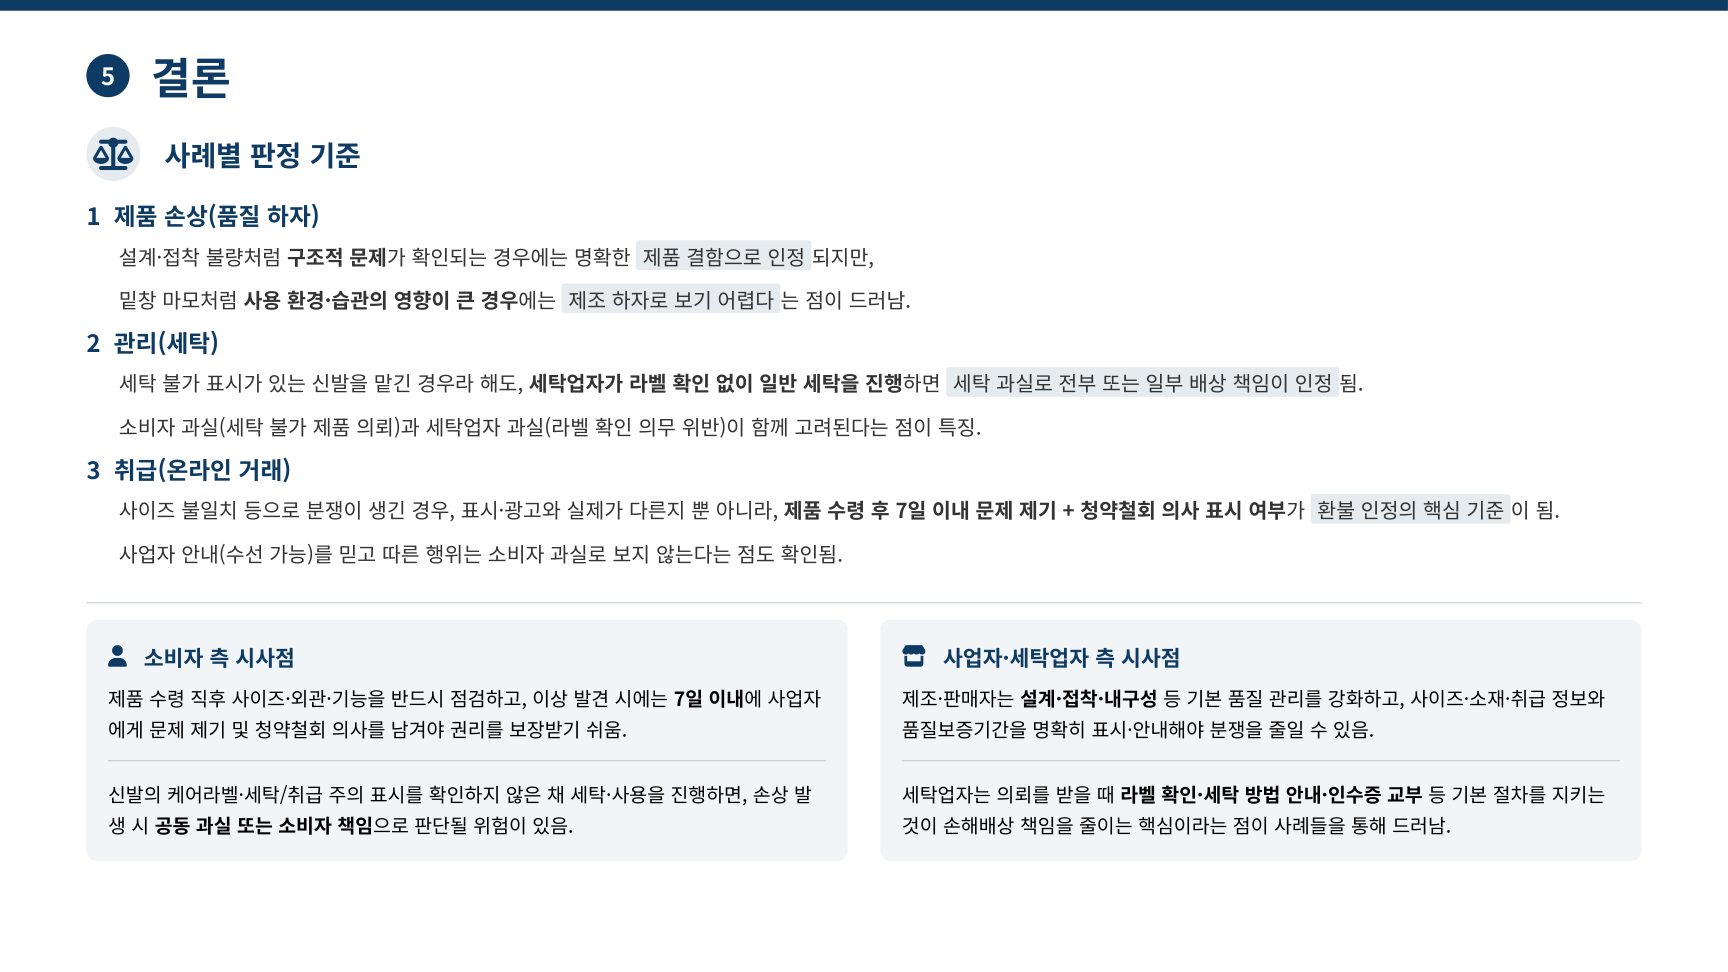 5 결론
사례별 판정 기준
1 제품 손상(품질 하자)
설계·접착 불량처럼 구조적 문제가 확인되는 경우에는 명확한 제품 결함으로 인정 되지만,
밑창 마모처럼 사용 환경·습관의 영향이 큰 경우에는 제조 하자로 보기 어렵다 는 점이 드러남.
2 관리(세탁)
세탁 불가 표시가 있는 신발을 맡긴 경우라 해도, 세탁업자가 라벨 확인 없이 일반 세탁을 진행하면 세탁 과실로 전부 또는 일부 배상 책임이 인정 됨.
소비자 과실(세탁 불가 제품 의뢰)과 세탁업자 과실(라벨 확인 의무 위반)이 함께 고려된다는 점이 특징.
3 취급(온라인 거래)
사이즈 불일치 등으로 분쟁이 생긴 경우, 표시·광고와 실제가 다른지 뿐 아니라, 제품 수령 후 7일 이내 문제 제기 + 청약철회 의사 표시 여부가 환불 인정의 핵심 기준 이 됨.
사업자 안내(수선 가능)를 믿고 따른 행위는 소비자 과실로 보지 않는다는 점도 확인됨.
소비자 측 시사점
제품 수령 직후 사이즈·외관·기능을 반드시 점검하고, 이상 발견 시에는 7일 이내에 사업자
에게 문제 제기 및 청약철회 의사를 남겨야 권리를 보장받기 쉬움.
신발의 케어라벨·세탁/취급 주의 표시를 확인하지 않은 채 세탁·사용을 진행하면, 손상 발
생 시 공동 과실 또는 소비자 책임으로 판단될 위험이 있음.
사업자·세탁업자 측 시사점
제조·판매자는 설계·접착·내구성 등 기본 품질 관리를 강화하고, 사이즈·소재·취급 정보와
품질보증기간을 명확히 표시·안내해야 분쟁을 줄일 수 있음.
세탁업자는 의뢰를 받을 때 라벨 확인·세탁 방법 안내·인수증 교부 등 기본 절차를 지키는
것이 손해배상 책임을 줄이는 핵심이라는 점이 사례들을 통해 드러남.